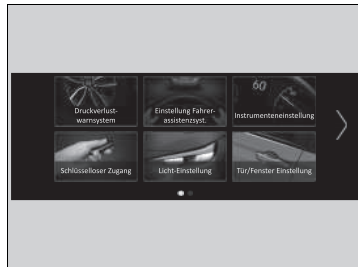 Druckverlust-
warnsystem
Einstellung Fahrer-
assistenzsyst.
60
Instrumenteneinstellung
Schlüsselloser Zugang
Licht-Einstellung
Tür/Fenster Einstellung